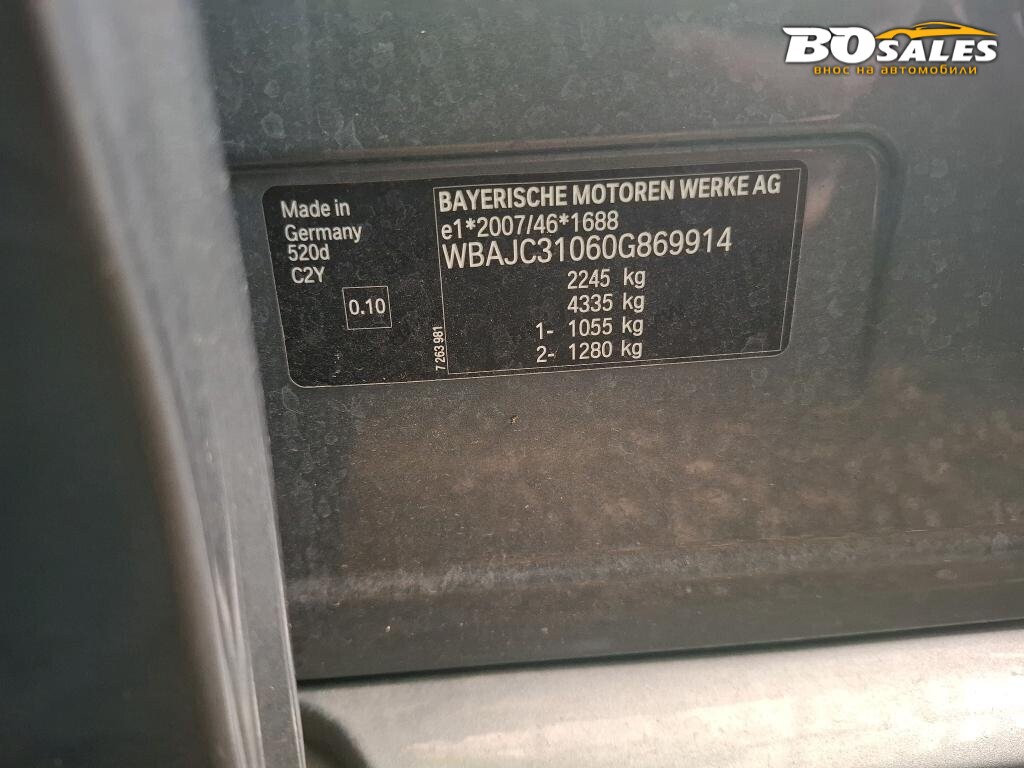 BOSALES
внос на автомобили
Made in
Germany
520d
C2Y
0.10
7 263 981
BAYERISCHE MOTOREN WERKE AG
e1*2007/46*1688
WBAJC31060G869914
2245 kg
4335 kg
1- 1055 kg
2- 1280 kg